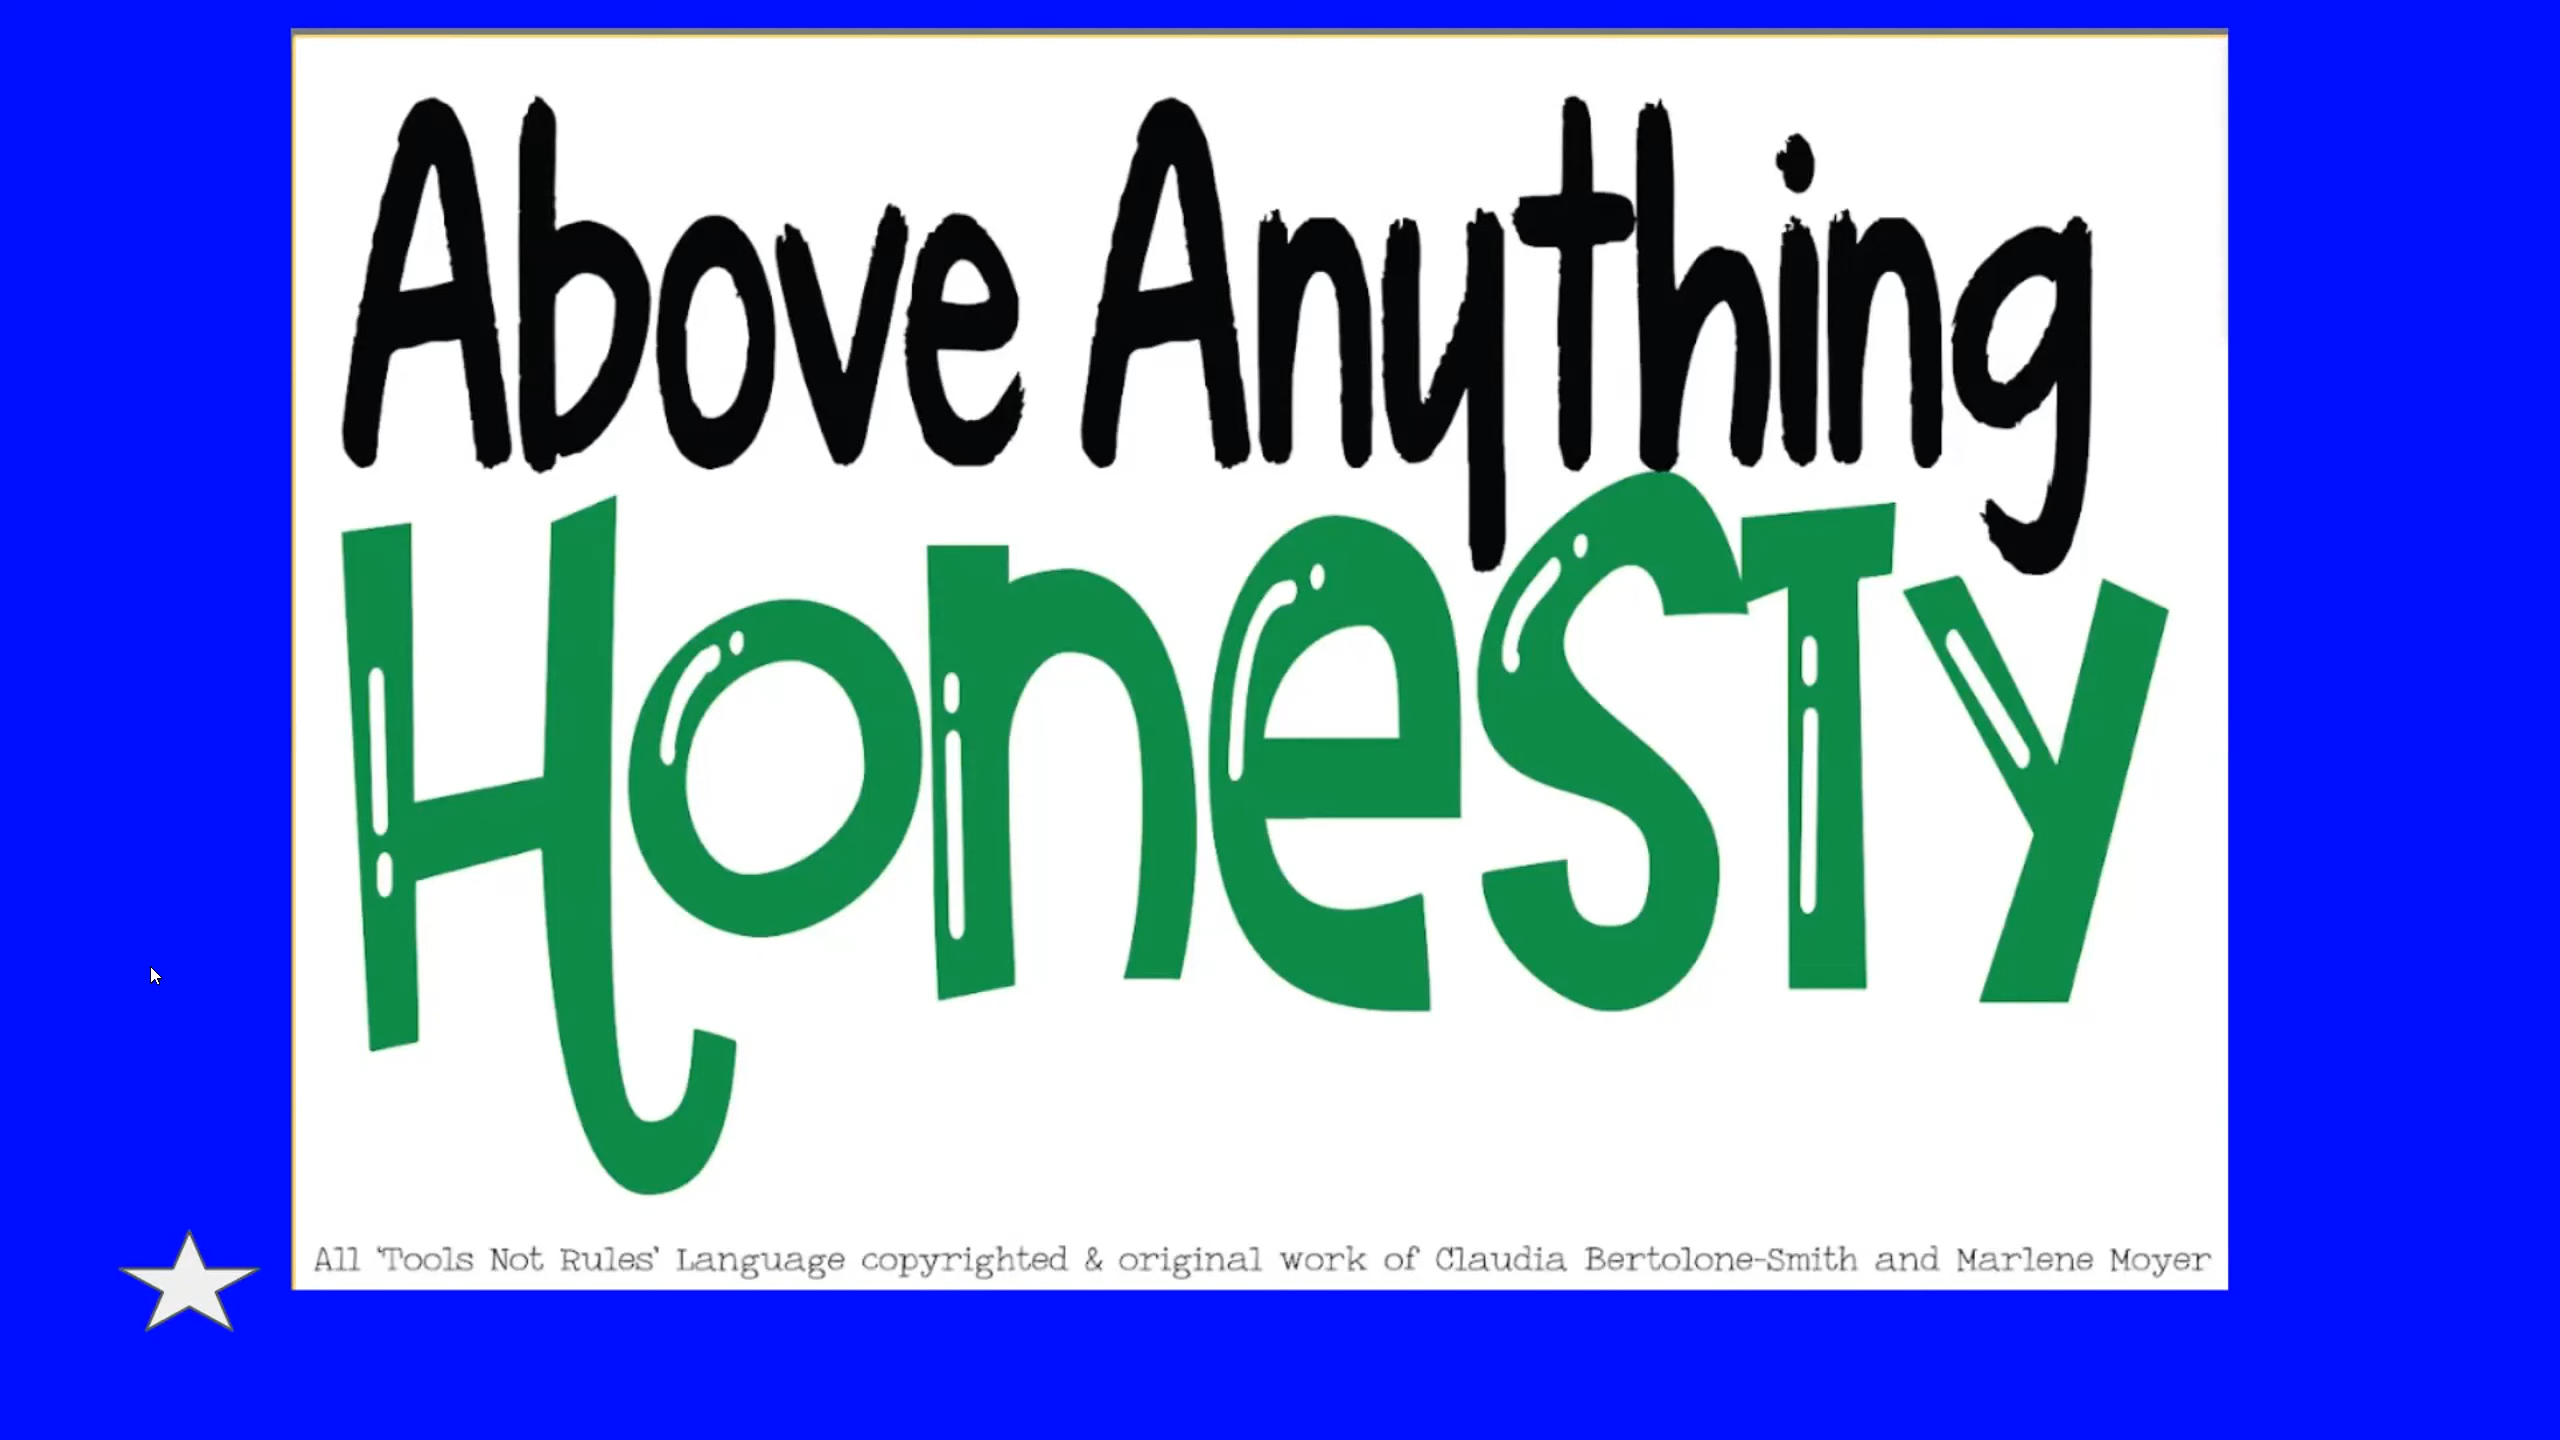 Above Anything
Honesty
All ‘Tools Not Rules’ Language copyrighted & original work of Claudia Bertolone-Smith and Marlene Moyer